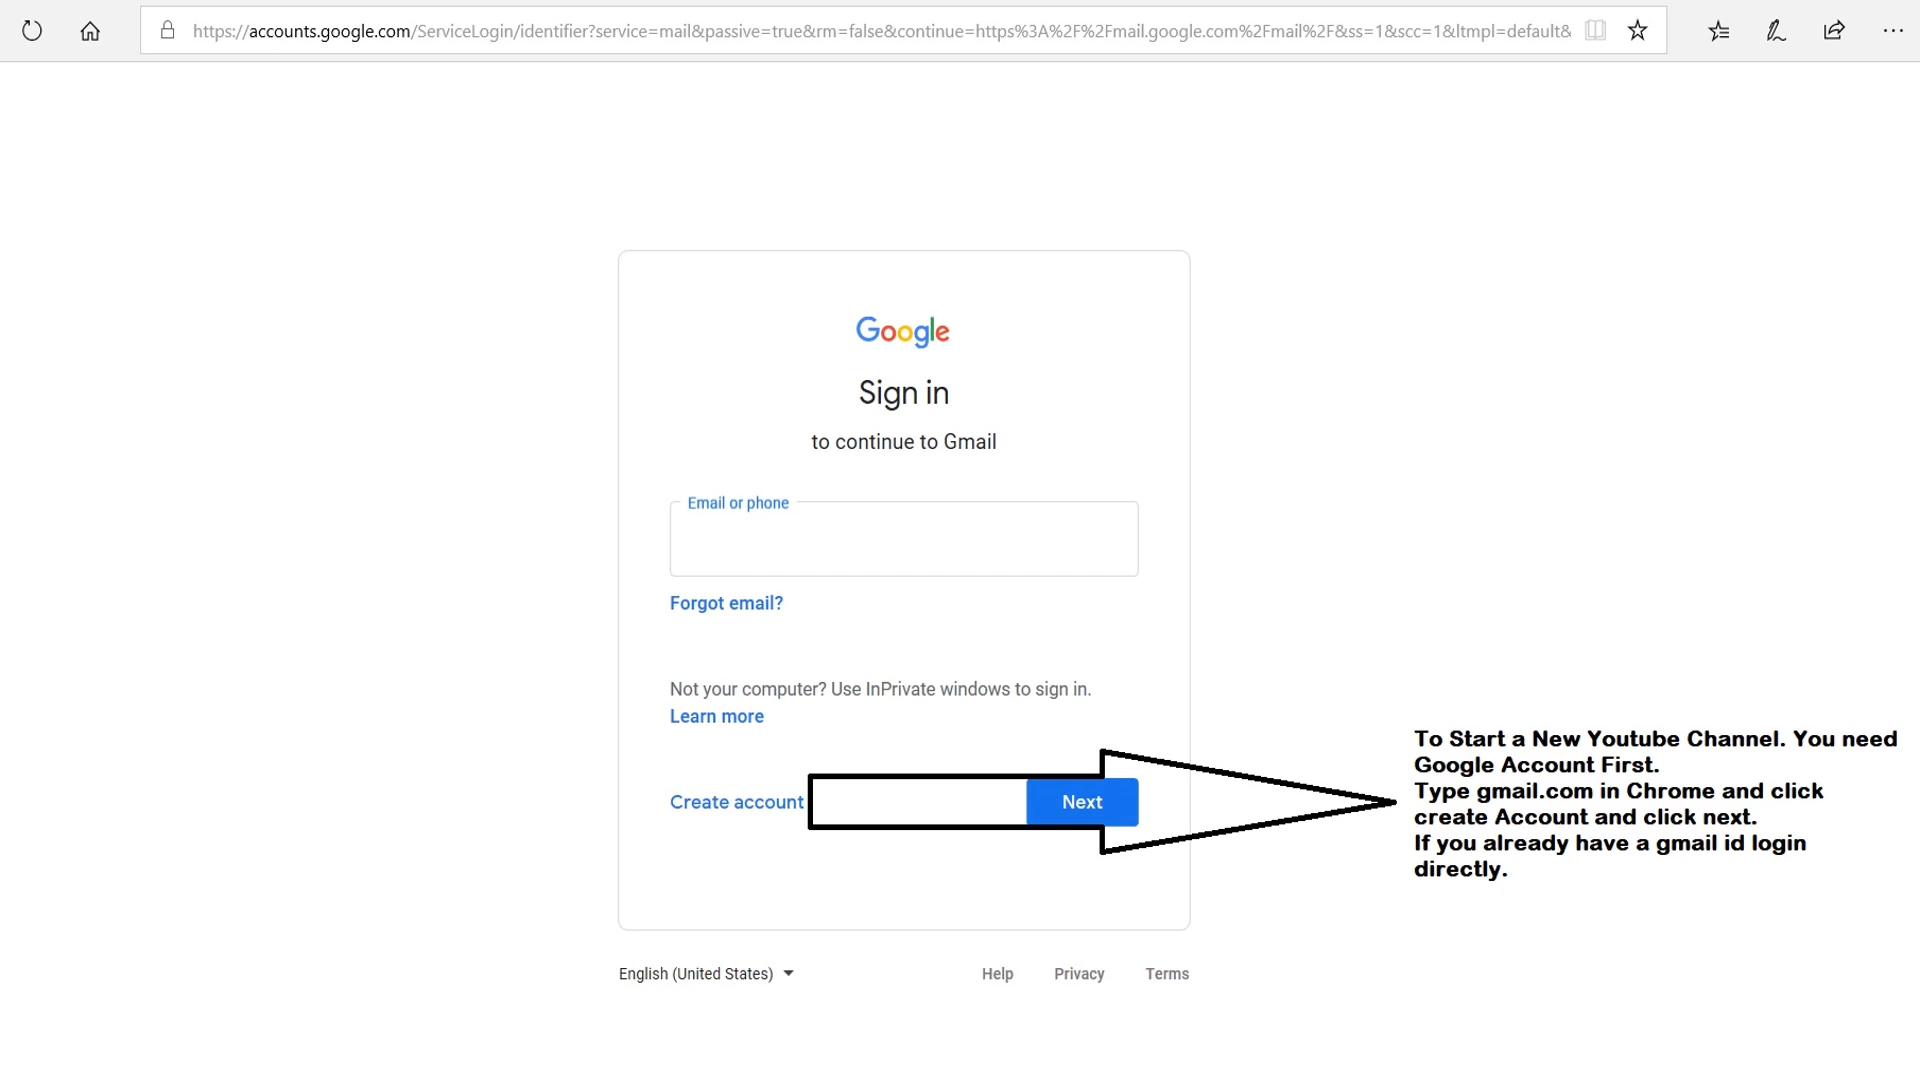 https://accounts.google.com/ServiceLogin/identifier?service=mail&passive=true&rm=false&continue=https%3A%2F%2Fmail.google.com%2Fmail%2F&ss=1&scc=1&ltmpl=default&
Google
Sign in
to continue to Gmail
Email or phone
Forgot email?
Not your computer? Use InPrivate windows to sign in.
Learn more
Create account
Next
To Start a New Youtube Channel. You need
Google Account First.
Type gmail.com in Chrome and click
create Account and click next.
If you already have a gmail id login
directly.
English (United States)
Help
Privacy
Terms